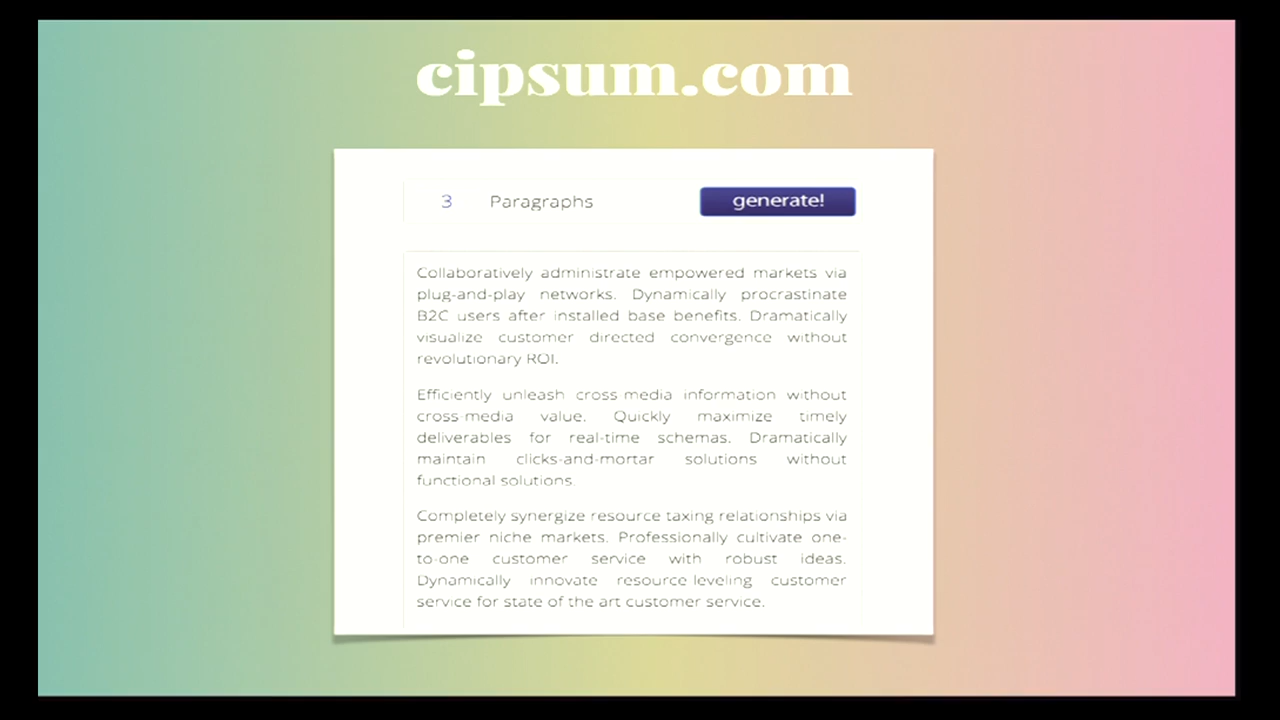 cipsum.com
3 Paragraphs generate!
Collaboratively administrate empowered markets via
plug-and-play networks. Dynamically procrastinate
B2C users after installed base benefits. Dramatically
visualize customer directed convergence without
revolutionary ROI.
Efficiently unleash cross-media information without
cross-media value. Quickly maximize timely
deliverables for real-time schemas. Dramatically
maintain clicks-and-mortar solutions without
functional solutions.
Completely synergize resource taxing relationships via
premier niche markets. Professionally cultivate one-
to-one customer service with robust ideas.
Dynamically innovate resource-leveling customer
service for state of the art customer service.